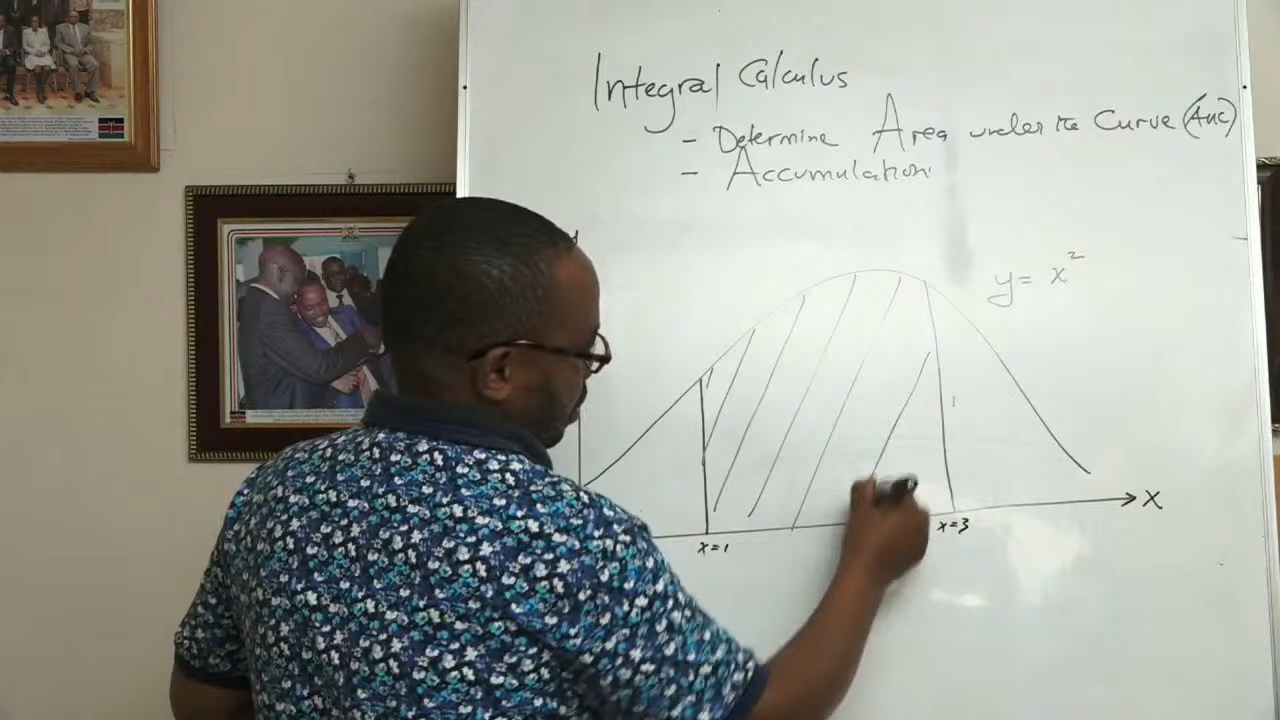 Integral Calculus
- Determine Area under the Curve (Auc)
- Accumulation
y
y = x²
X
x=3
x=1